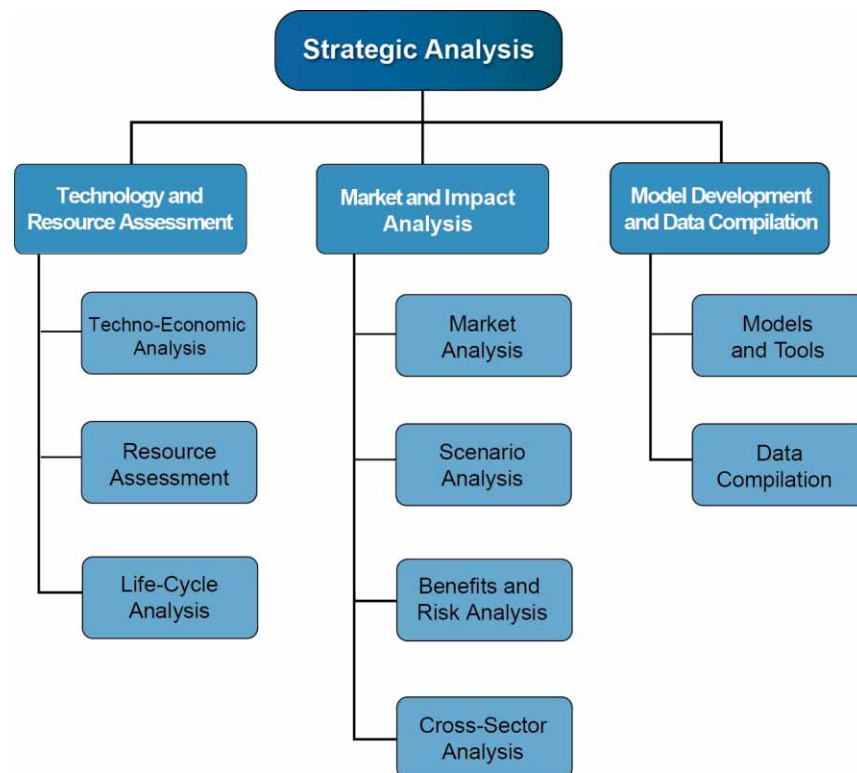 Strategic Analysis
Technology and
Resource Assessment
Techno-Economic
Analysis
Resource
Assessment
Life-Cycle
Analysis
Market and Impact
Analysis
Market
Analysis
Scenario
Analysis
Benefits and
Risk Analysis
Cross-Sector
Analysis
Model Development
and Data Compilation
Models
and Tools
Data
Compilation